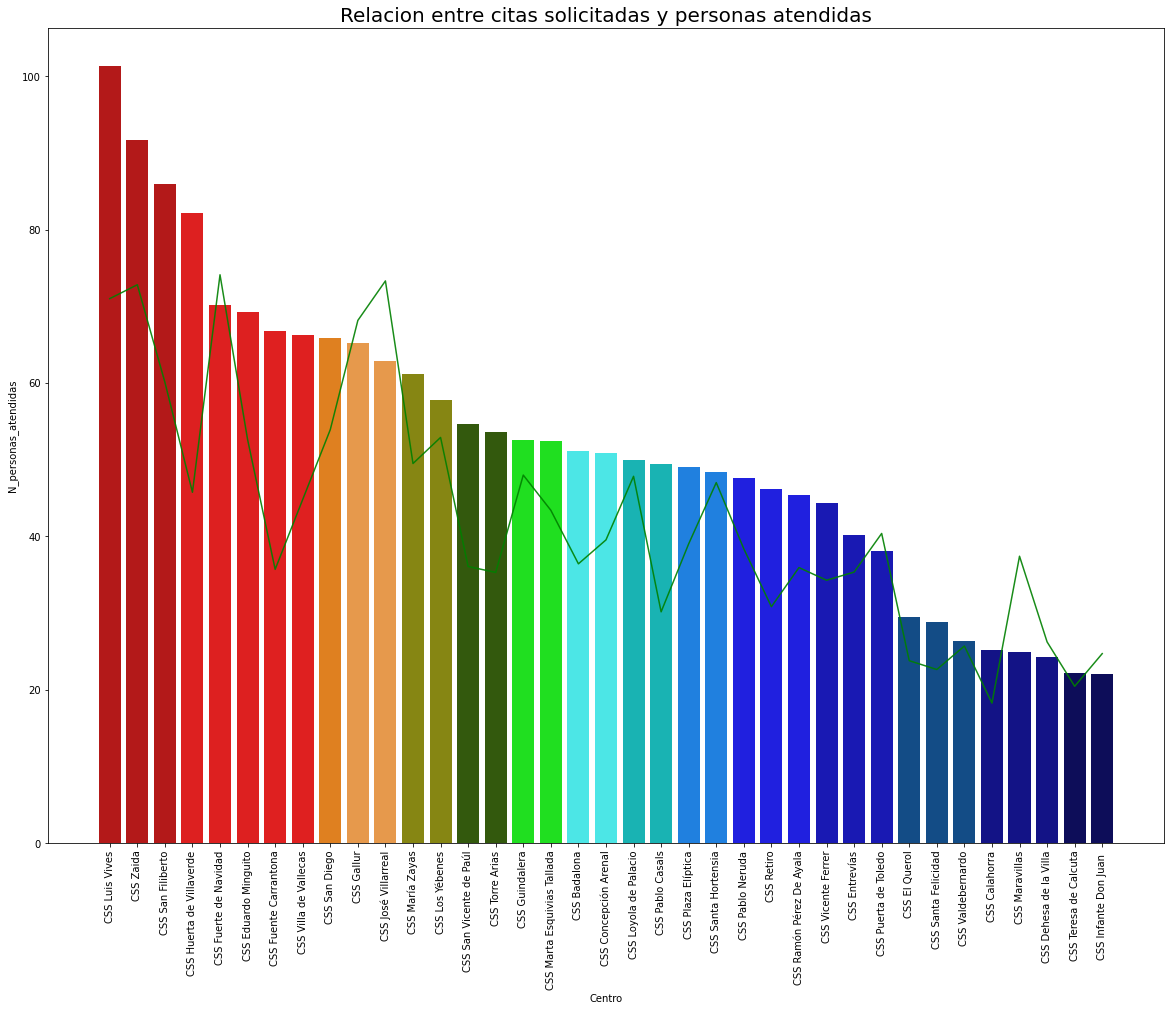 Relacion entre citas solicitadas y personas atendidas
N_personas_atendidas
100
80
60
40
20
0
CSS Luis Vives
CSS Zaida
CSS San Filiberto
CSS Huerta de Villaverde
CSS Fuerte de Navidad
CSS Eduardo Minguito
CSS Fuente Carrantona
CSS Villa de Vallecas
CSS San Diego
CSS Gallur
CSS José Villarreal
CSS María Zayas
CSS Los Yébenes
CSS San Vicente de Paúl
CSS Torre Arias
CSS Guindalera
CSS Marta Esquivias Tallada
CSS Badalona
CSS Concepción Arenal
CSS Loyola de Palacio
CSS Pablo Casals
CSS Plaza Elíptica
CSS Santa Hortensia
CSS Pablo Neruda
CSS Retiro
CSS Ramón Pérez De Ayala
CSS Vicente Ferrer
CSS Entrevías
CSS Puerta de Toledo
CSS El Querol
CSS Santa Felicidad
CSS Valdebernardo
CSS Calahorra
CSS Maravillas
CSS Dehesa de la Villa
CSS Teresa de Calcuta
CSS Infante Don Juan
Centro